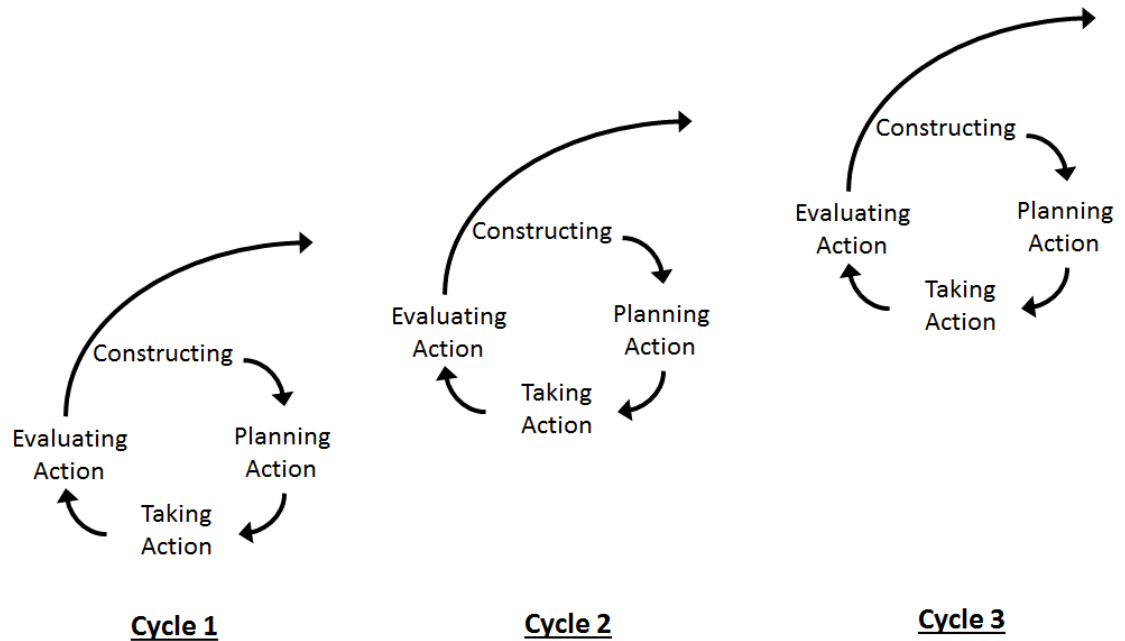 Constructing
Planning
Action
Taking
Action
Evaluating
Action
Cycle 1
Constructing
Planning
Action
Taking
Action
Evaluating
Action
Cycle 2
Constructing
Planning
Action
Taking
Action
Evaluating
Action
Cycle 3